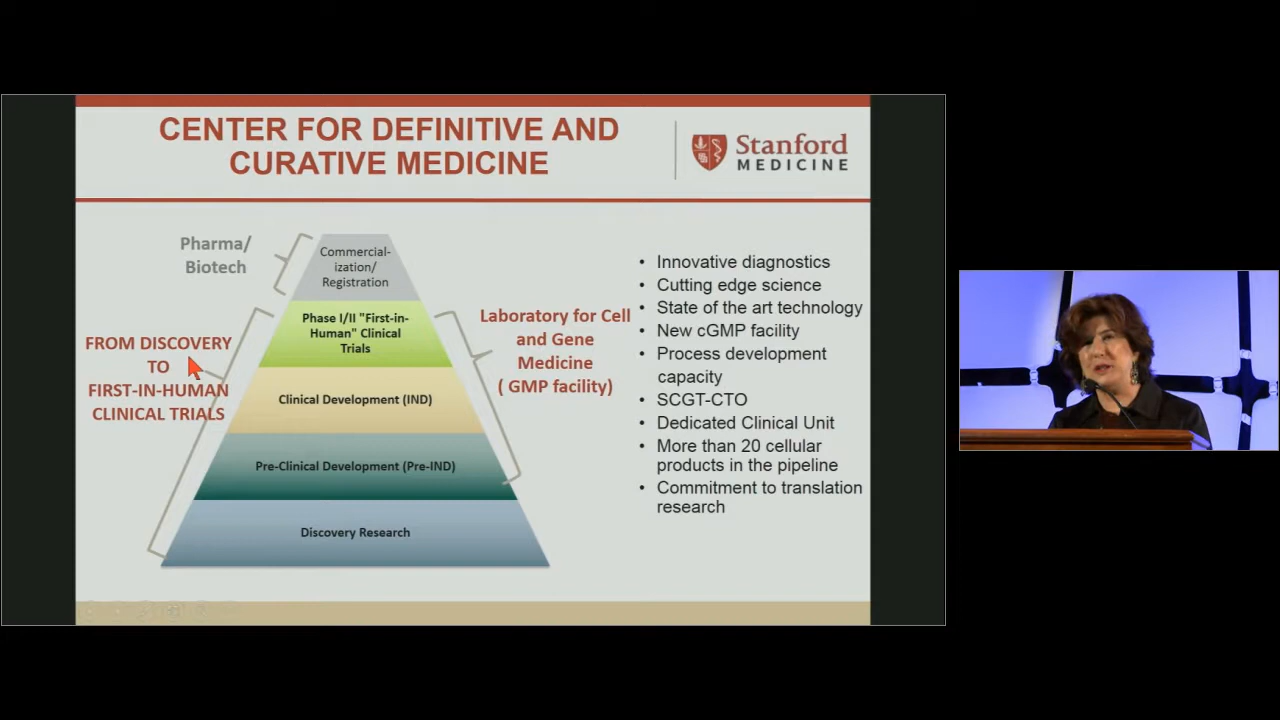 CENTER FOR DEFINITIVE AND
CURATIVE MEDICINE
Stanford
MEDICINE
Pharma/
Biotech
Commercial-
ization/
Registration
Phase I/II "First-in-
Human" Clinical
Trials
Clinical Development (IND)
Pre-Clinical Development (Pre-IND)
Discovery Research
FROM DISCOVERY
TO
FIRST-IN-HUMAN
CLINICAL TRIALS
Laboratory for Cell
and Gene
Medicine
( GMP facility)
• Innovative diagnostics
• Cutting edge science
• State of the art technology
• New cGMP facility
• Process development
capacity
• SCGT-CTO
• Dedicated Clinical Unit
• More than 20 cellular
products in the pipeline
• Commitment to translation
research